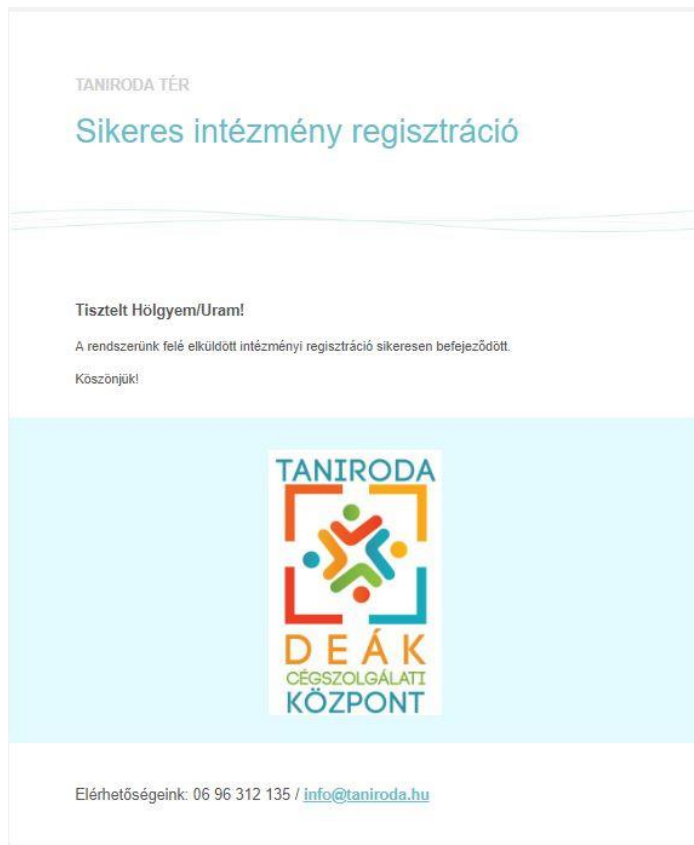 TANIRODA TÉR
Sikeres intézmény regisztráció
Tisztelt Hölgyem/Uram!
A rendszerünk felé elküldött intézményi regisztráció sikeresen befejeződött.
Köszönjük!
TANIRODA
DEÁK
CÉGSZOLGÁLATI
KÖZPONT
Elérhetőségeink: 06 96 312 135 / info@taniroda.hu